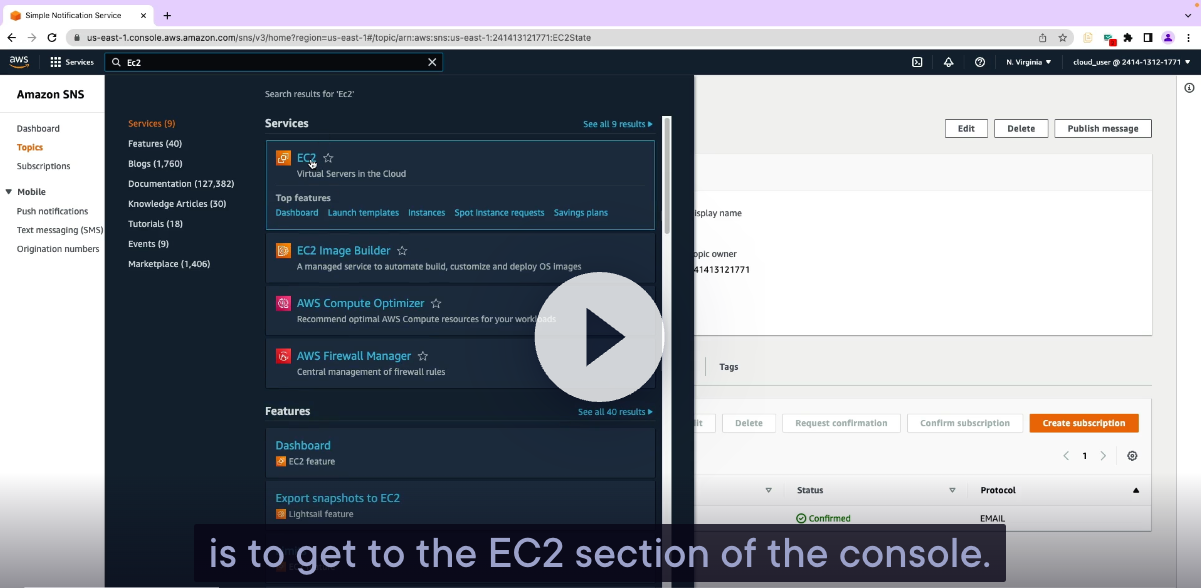 Simple Notification Service
us-east-1.console.aws.amazon.com/sns/v3/home?region=us-east-1#/topic/arn:aws:sns:us-east-1:241413121771:EC2State
aws
Services
Ec2
N. Virginia
cloud_user @ 2414-1312-1771
Amazon SNS
Dashboard
Topics
Subscriptions
Mobile
Push notifications
Text messaging (SMS)
Origination numbers
Search results for 'Ec2'
Services (9)
Features (40)
Blogs (1,760)
Documentation (127,382)
Knowledge Articles (30)
Tutorials (18)
Events (9)
Marketplace (1,406)
Services
See all 9 results
EC2
Virtual Servers in the Cloud
Top features
Dashboard Launch templates Instances Spot Instance requests Savings plans
EC2 Image Builder
A managed service to automate build, customize and deploy OS images
AWS Compute Optimizer
Recommend optimal AWS Compute resources for your workloads
AWS Firewall Manager
Central management of firewall rules
Features
See all 40 results
Dashboard
EC2 feature
Export snapshots to EC2
Lightsail feature
Edit Delete Publish message
isplay name
opic owner
41413121771
Tags
it Delete Request confirmation Confirm subscription Create subscription
1
Status Protocol
Confirmed EMAIL
is to get to the EC2 section of the console.